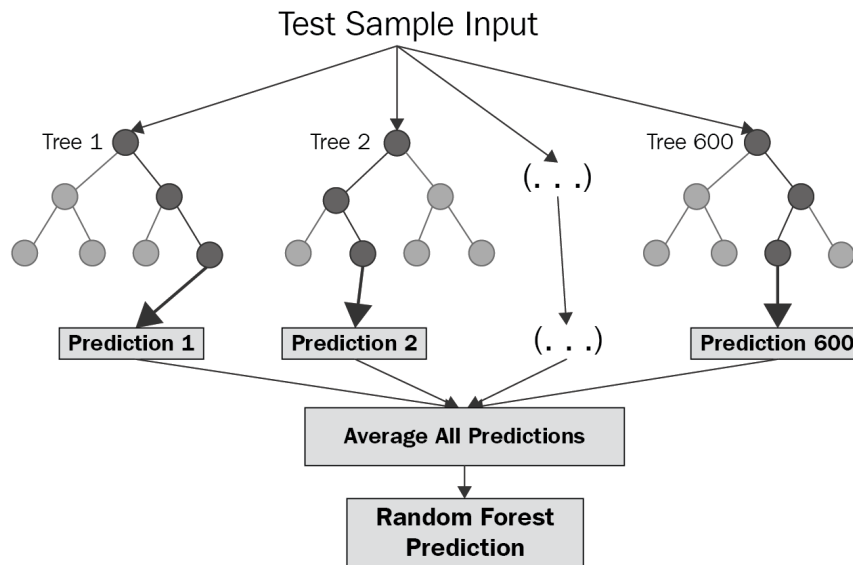 Test Sample Input
Tree 1
Tree 2
Tree 600
(. . .)
Prediction 1
Prediction 2
(. . .)
Prediction 600
Average All Predictions
Random Forest
Prediction